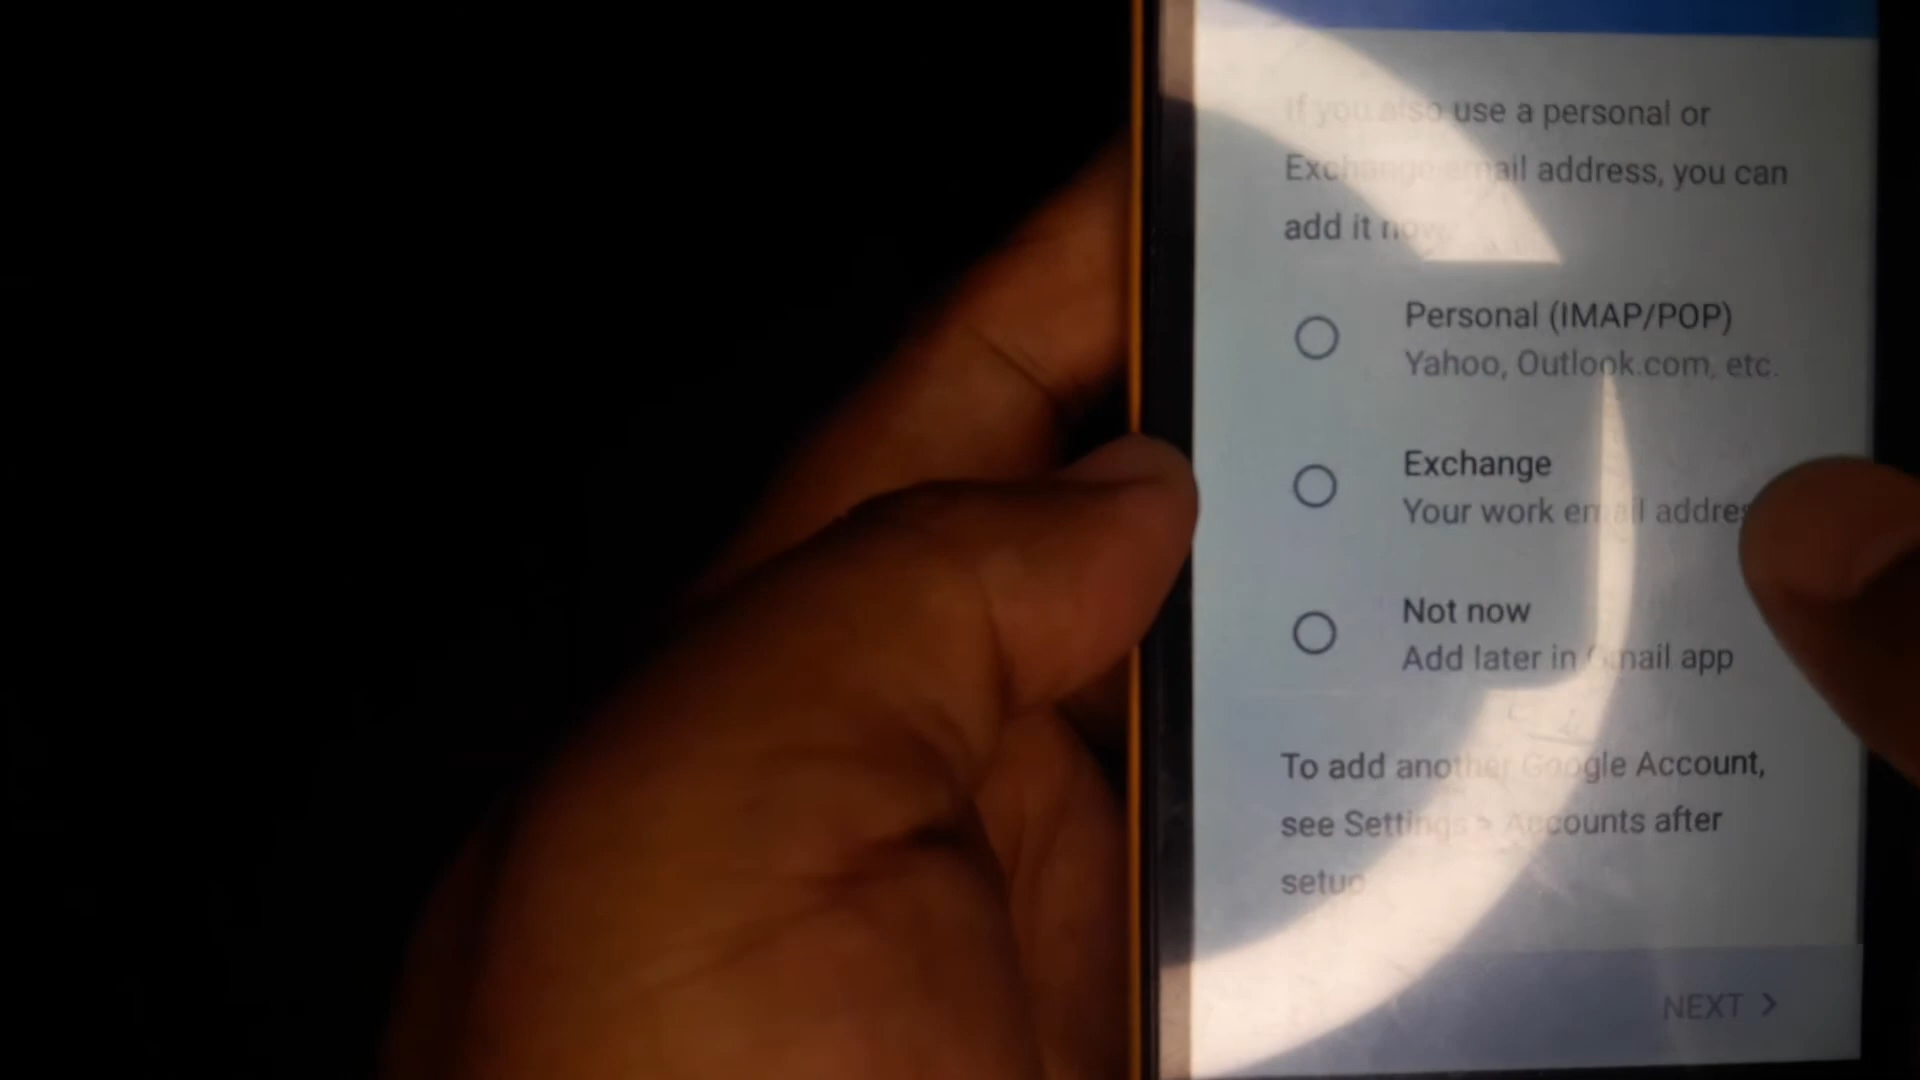 If you also use a personal or
Exchange email address, you can
add it now
Personal (IMAP/POP)
Yahoo, Outlook.com, etc.
Exchange
Your work email
Not now
Add later in Gmail app
To add another Google Account,
see Settings > Accounts after
setup
NEXT >